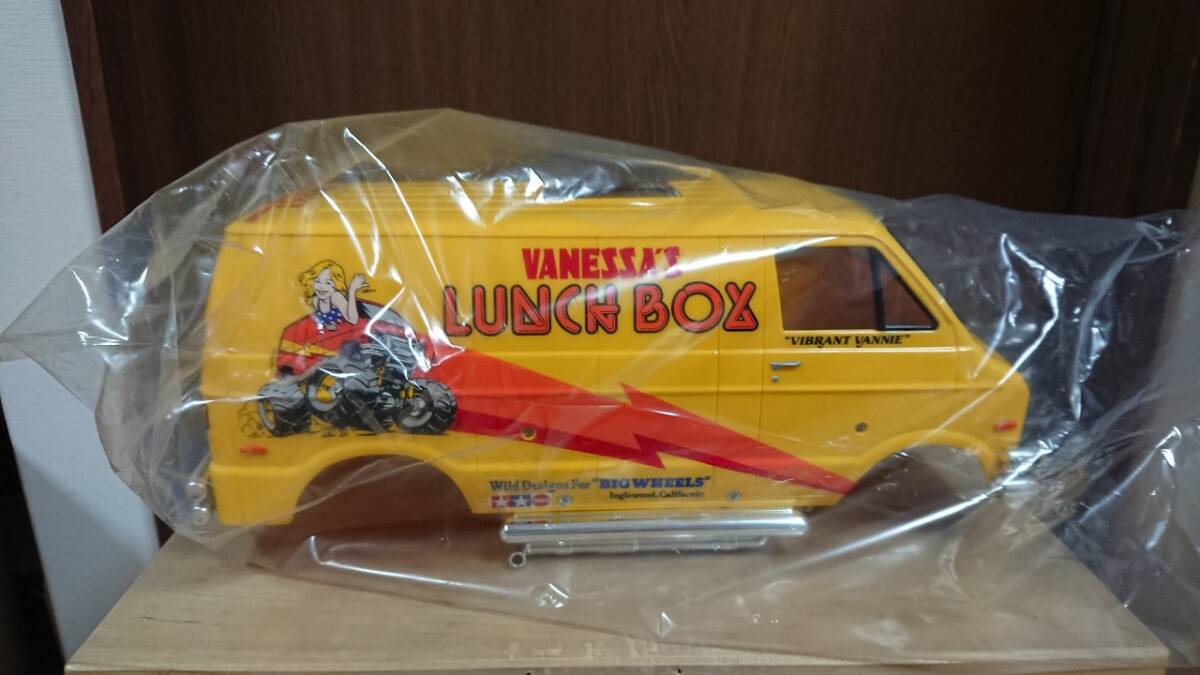 VANESSA'S
LUNCH BOX
"VIBRANT VANNIE"
Wild Designs For "BIG WHEELS"
Inglewood, California